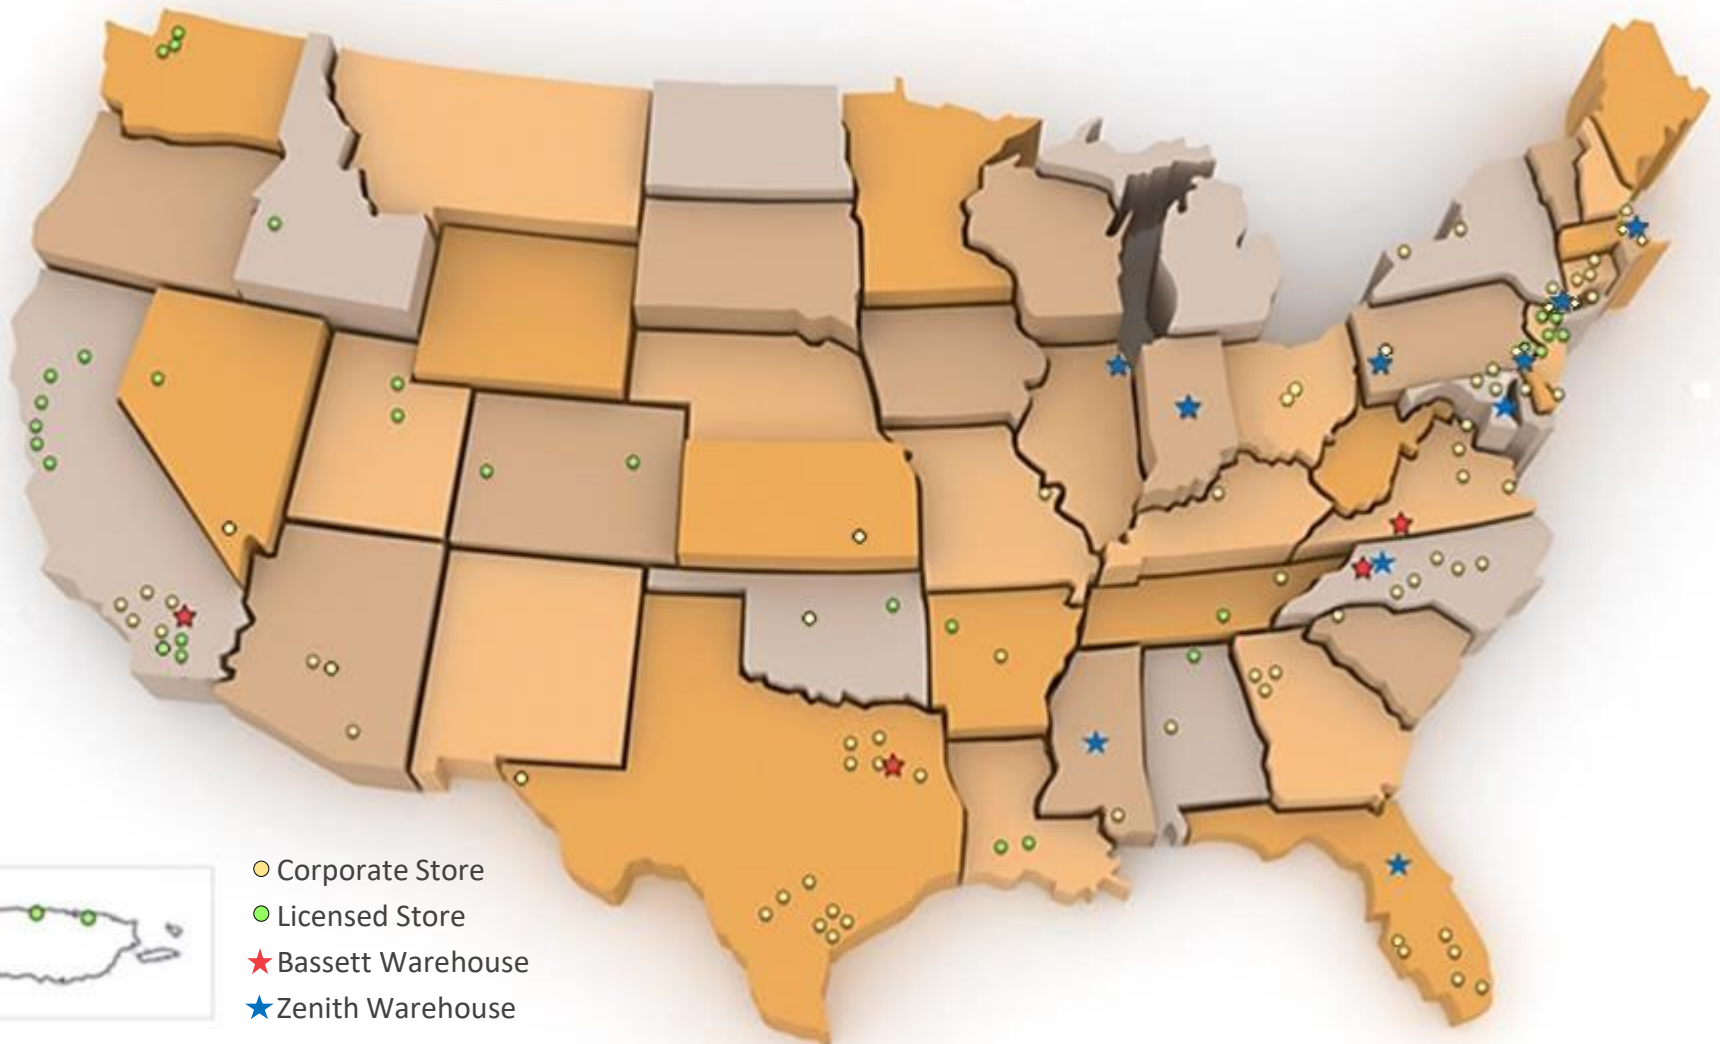 Corporate Store
Licensed Store
Bassett Warehouse
Zenith Warehouse